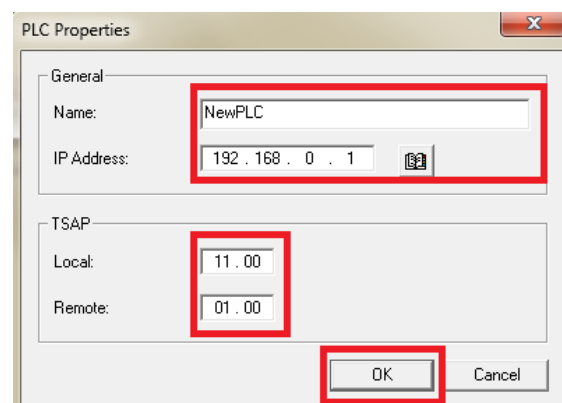 PLC Properties
General
Name: NewPLC
IP Address: 192 . 168 . 0 . 1
TSAP
Local: 11 . 00
Remote: 01 . 00
OK Cancel